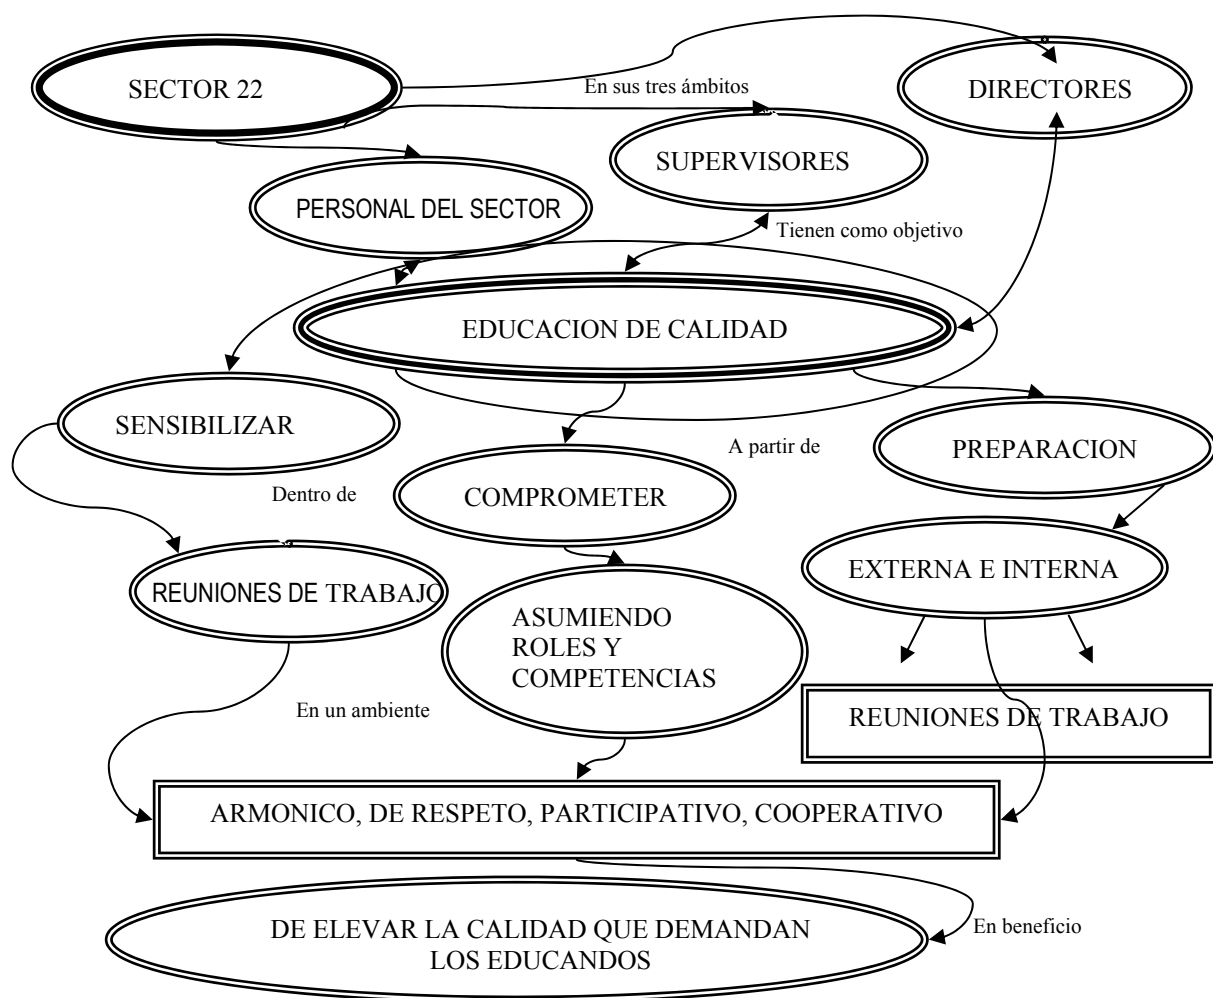 SECTOR 22
En sus tres ámbitos
DIRECTORES
SUPERVISORES
PERSONAL DEL SECTOR
Tienen como objetivo
EDUCACION DE CALIDAD
SENSIBILIZAR
A partir de
PREPARACION
Dentro de
COMPROMETER
EXTERNA E INTERNA
REUNIONES DE TRABAJO
ASUMIENDO
ROLES Y
COMPETENCIAS
En un ambiente
REUNIONES DE TRABAJO
ARMONICO, DE RESPETO, PARTICIPATIVO, COOPERATIVO
En beneficio
DE ELEVAR LA CALIDAD QUE DEMANDAN
LOS EDUCANDOS